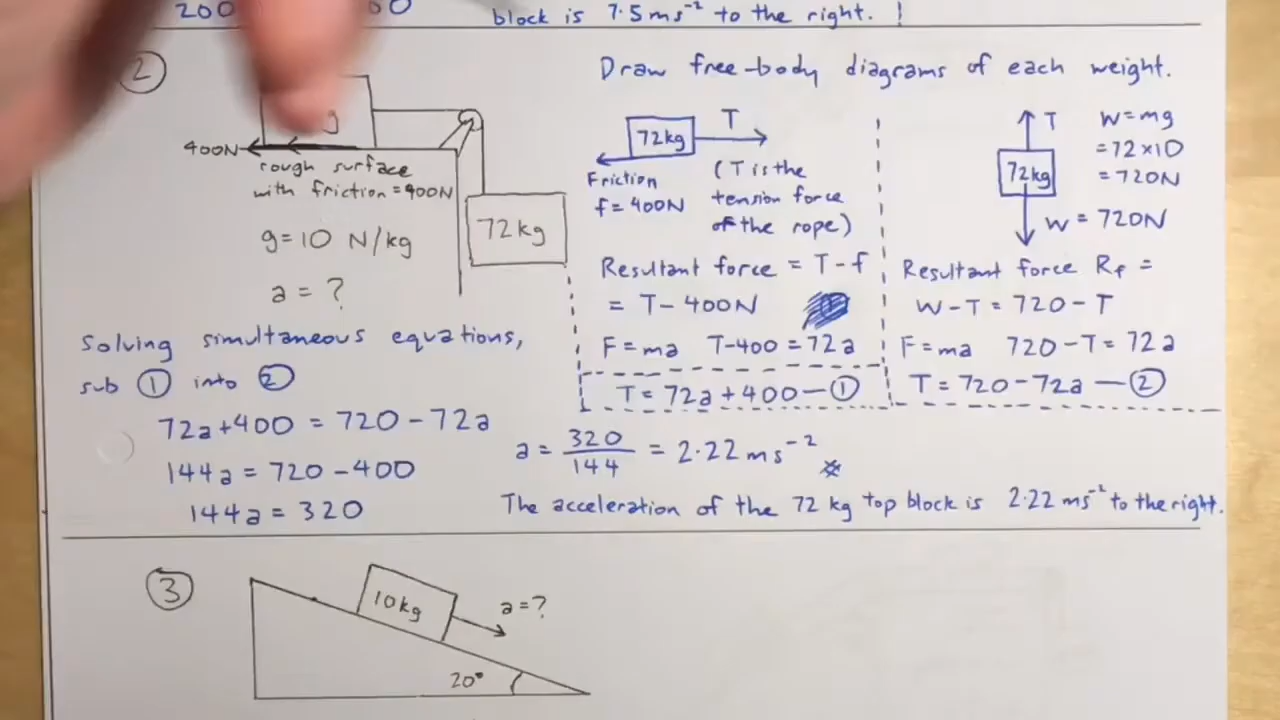 200
block is 7.5 ms⁻² to the right.
2
g
400N
rough surface
with friction = 400N
g = 10 N/kg
a = ?
72kg
Draw free-body diagrams of each weight.
72kg
T
Friction
f = 400N
(T is the
tension force
of the rope)
Resultant force = T - f
= T - 400N
F = ma T - 400 = 72a
T = 72a + 400 — ①
T
72kg
W = 720N
W = mg
= 72 × 10
= 720N
Resultant force R_f =
W - T = 720 - T
F = ma 720 - T = 72a
T = 720 - 72a — ②
Solving simultaneous equations,
sub ① into ②
72a + 400 = 720 - 72a
144a = 720 - 400
144a = 320
a = 320/144 = 2.22 ms⁻²
The acceleration of the 72 kg top block is 2.22 ms⁻² to the right.
3
10kg
a = ?
20°